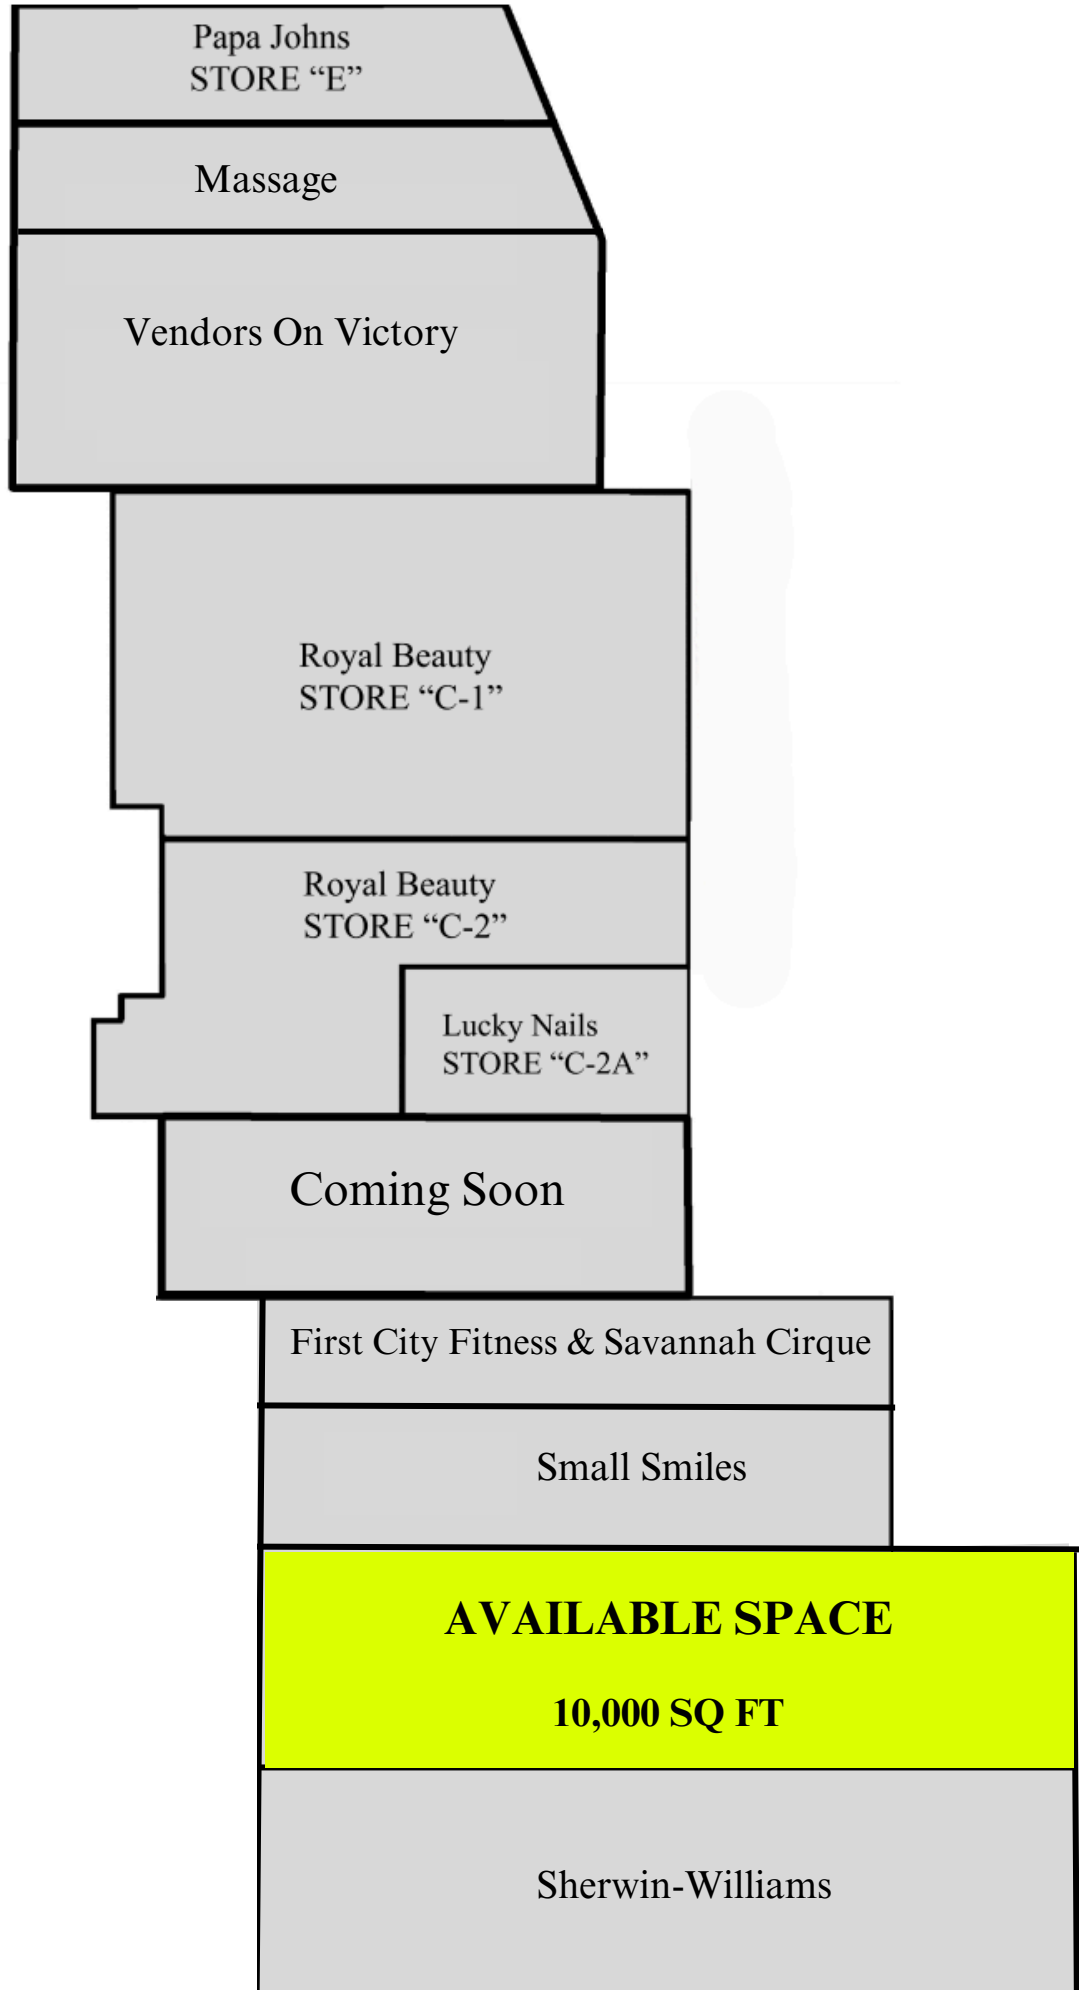 Papa Johns
STORE “E”
Massage
Vendors On Victory
Royal Beauty
STORE “C-1”
Royal Beauty
STORE “C-2”
Lucky Nails
STORE “C-2A”
Coming Soon
First City Fitness & Savannah Cirque
Small Smiles
AVAILABLE SPACE
10,000 SQ FT
Sherwin-Williams